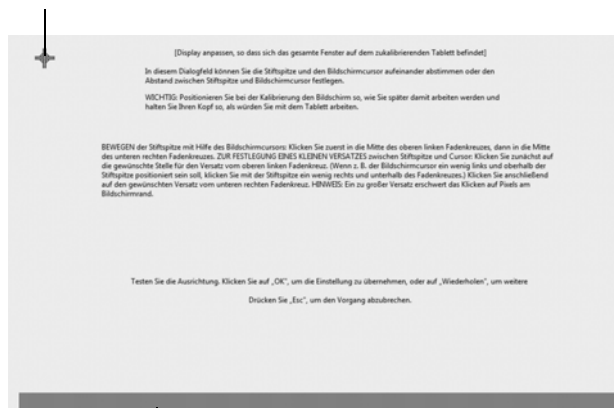 [Display anpassen, so dass sich das gesamte Fenster auf dem zukalibrierenden Tablett befindet]
In diesem Dialogfeld können Sie die Stiftspitze und den Bildschirmcursor aufeinander abstimmen oder den
Abstand zwischen Stiftspitze und Bildschirmcursor festlegen.
WICHTIG: Positionieren Sie bei der Kalibrierung den Bildschirm so, wie Sie später damit arbeiten werden und
halten Sie Ihren Kopf so, als würden Sie mit dem Tablett arbeiten.
BEWEGEN der Stiftspitze mit Hilfe des Bildschirmcursors: Klicken Sie zuerst in die Mitte des oberen linken Fadenkreuzes, dann in die Mitte
des unteren rechten Fadenkreuzes. ZUR FESTLEGUNG EINES KLEINEN VERSATZES zwischen Stiftspitze und Cursor: Klicken Sie zunächst auf
die gewünschte Stelle für den Versatz vom oberen linken Fadenkreuz. (Wenn z. B. der Bildschirmcursor ein wenig links und oberhalb der
Stiftspitze positioniert sein soll, klicken Sie mit der Stiftspitze ein wenig rechts und unterhalb des Fadenkreuzes.) Klicken Sie anschließend
auf den gewünschten Versatz vom unteren rechten Fadenkreuz. HINWEIS: Ein zu großer Versatz erschwert das Klicken auf Pixels am
Bildschirmrand.
Testen Sie die Ausrichtung. Klicken Sie auf „OK", um die Einstellung zu übernehmen, oder auf „Wiederholen", um weitere
Drücken Sie „Esc", um den Vorgang abzubrechen.